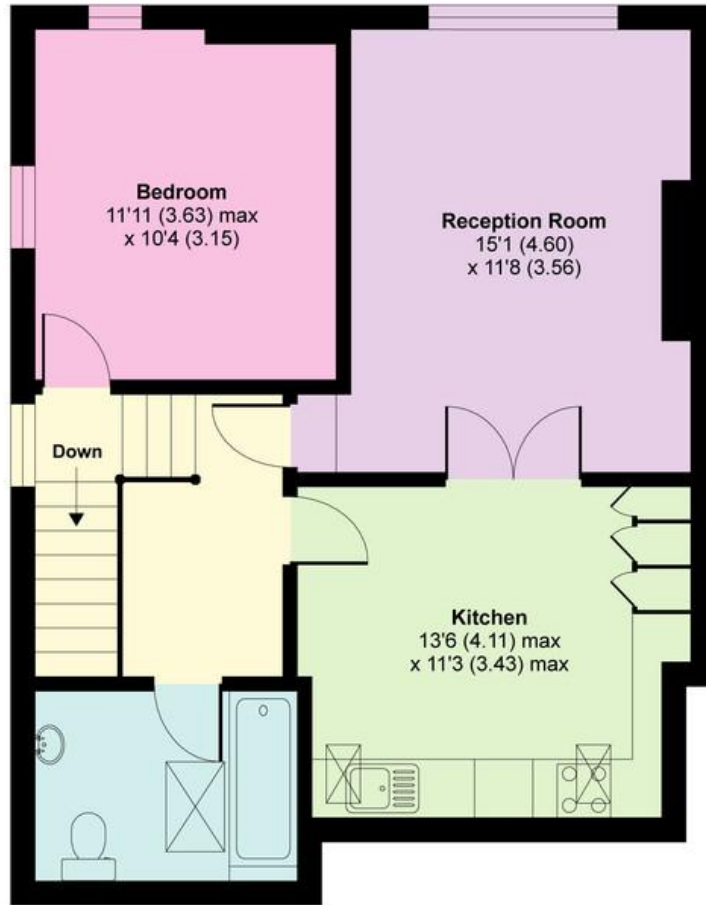 Bedroom
11'11 (3.63) max
x 10'4 (3.15)
Reception Room
15'1 (4.60)
x 11'8 (3.56)
Down
Kitchen
13'6 (4.11) max
x 11'3 (3.43) max